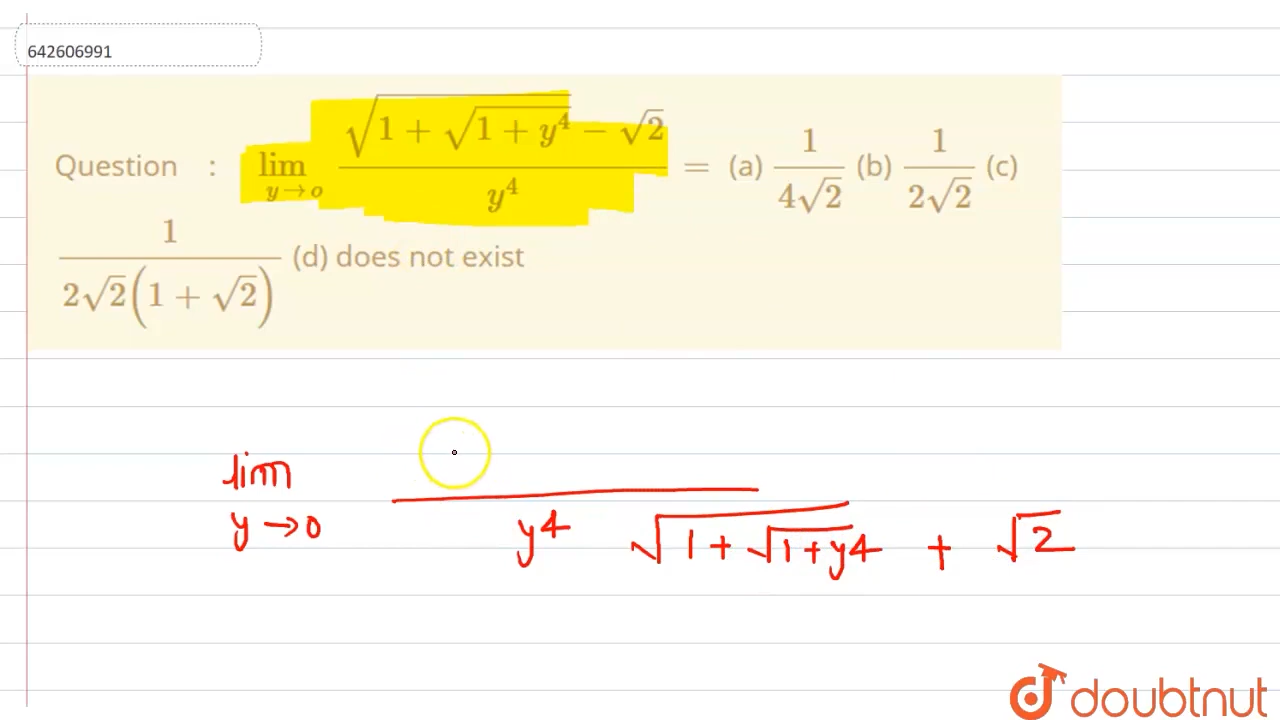 642606991
Question : lim y→o √(1 + √(1 + y⁴)) − √2 / y⁴ = (a) 1/4√2 (b) 1/2√2 (c)
1/2√2(1 + √2) (d) does not exist
lim y→0
y4 √(1 + √(1+y4)) + √2
doubtnut